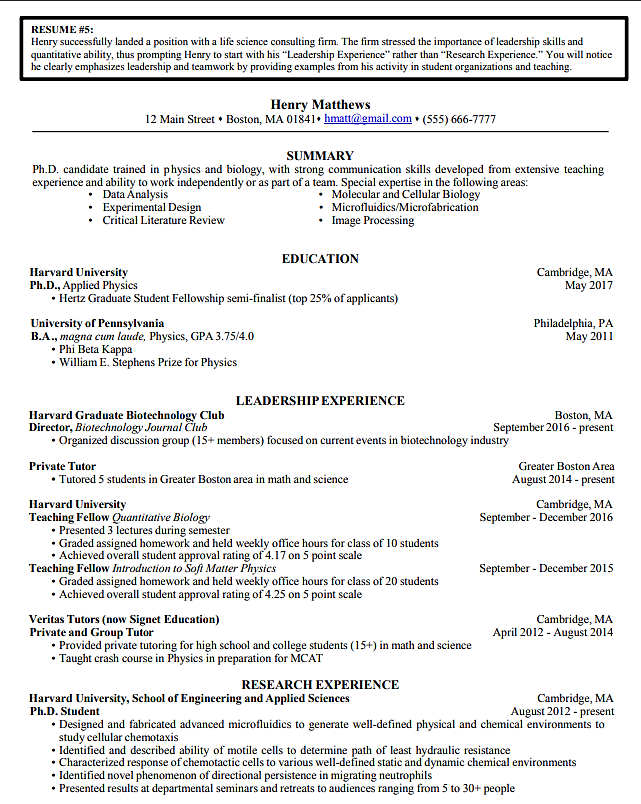 RESUME #5:
Henry successfully landed a position with a life science consulting firm. The firm stressed the importance of leadership skills and
quantitative ability, thus prompting Henry to start with his “Leadership Experience” rather than “Research Experience.” You will notice
he clearly emphasizes leadership and teamwork by providing examples from his activity in student organizations and teaching.
Henry Matthews
12 Main Street • Boston, MA 01841• hmatt@gmail.com • (555) 666-7777
SUMMARY
Ph.D. candidate trained in physics and biology, with strong communication skills developed from extensive teaching
experience and ability to work independently or as part of a team. Special expertise in the following areas:
• Data Analysis • Molecular and Cellular Biology
• Experimental Design • Microfluidics/Microfabrication
• Critical Literature Review • Image Processing
EDUCATION
Harvard University Cambridge, MA
Ph.D., Applied Physics May 2017
• Hertz Graduate Student Fellowship semi-finalist (top 25% of applicants)
University of Pennsylvania Philadelphia, PA
B.A., magna cum laude, Physics, GPA 3.75/4.0 May 2011
• Phi Beta Kappa
• William E. Stephens Prize for Physics
LEADERSHIP EXPERIENCE
Harvard Graduate Biotechnology Club Boston, MA
Director, Biotechnology Journal Club September 2016 - present
• Organized discussion group (15+ members) focused on current events in biotechnology industry
Private Tutor Greater Boston Area
• Tutored 5 students in Greater Boston area in math and science August 2014 - present
Harvard University Cambridge, MA
Teaching Fellow Quantitative Biology September - December 2016
• Presented 3 lectures during semester
• Graded assigned homework and held weekly office hours for class of 10 students
• Achieved overall student approval rating of 4.17 on 5 point scale
Teaching Fellow Introduction to Soft Matter Physics September - December 2015
• Graded assigned homework and held weekly office hours for class of 20 students
• Achieved overall student approval rating of 4.25 on 5 point scale
Veritas Tutors (now Signet Education) Cambridge, MA
Private and Group Tutor April 2012 - August 2014
• Provided private tutoring for high school and college students (15+) in math and science
• Taught crash course in Physics in preparation for MCAT
RESEARCH EXPERIENCE
Harvard University, School of Engineering and Applied Sciences Cambridge, MA
Ph.D. Student August 2012 - present
• Designed and fabricated advanced microfluidics to generate well-defined physical and chemical environments to
study cellular chemotaxis
• Identified and described ability of motile cells to determine path of least hydraulic resistance
• Characterized response of chemotactic cells to various well-defined static and dynamic chemical environments
• Identified novel phenomenon of directional persistence in migrating neutrophils
• Presented results at departmental seminars and retreats to audiences ranging from 5 to 30+ people